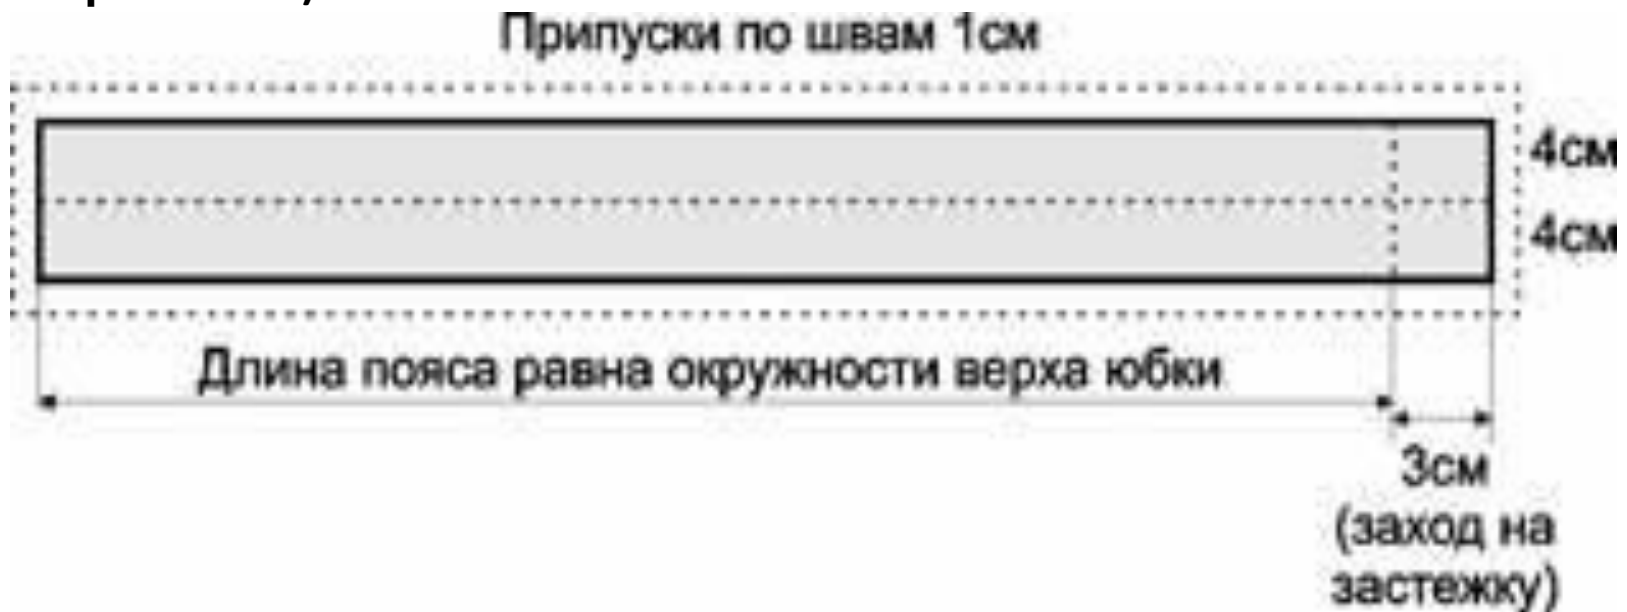 Припуски по швам 1см
4см
4см
Длина пояса равна окружности верха юбки
3см
(заход на
застежку)